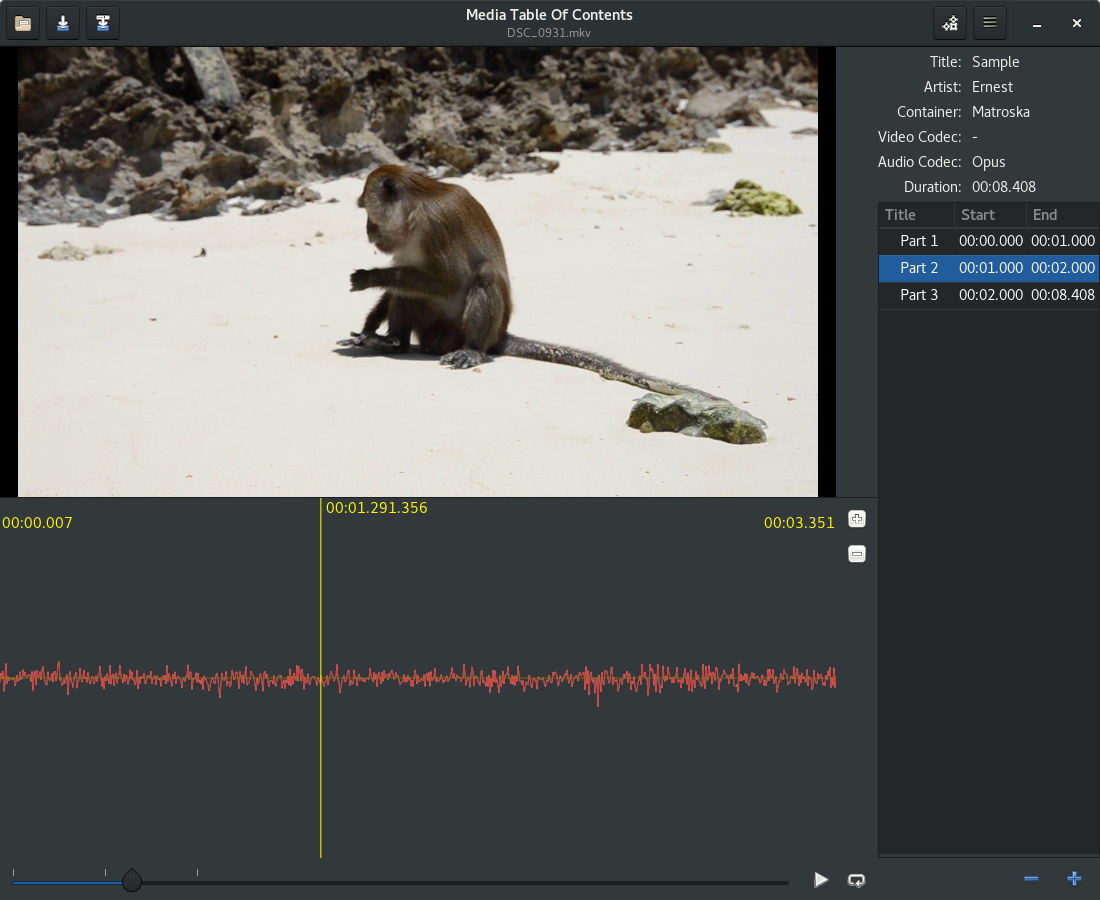 Media Table Of Contents
DSC_0931.mkv
Title: Sample
Artist: Ernest
Container: Matroska
Video Codec: -
Audio Codec: Opus
Duration: 00:08.408
Title Start End
Part 1 00:00.000 00:01.000
Part 2 00:01.000 00:02.000
Part 3 00:02.000 00:08.408
00:01.291.356
00:00.007 00:03.351